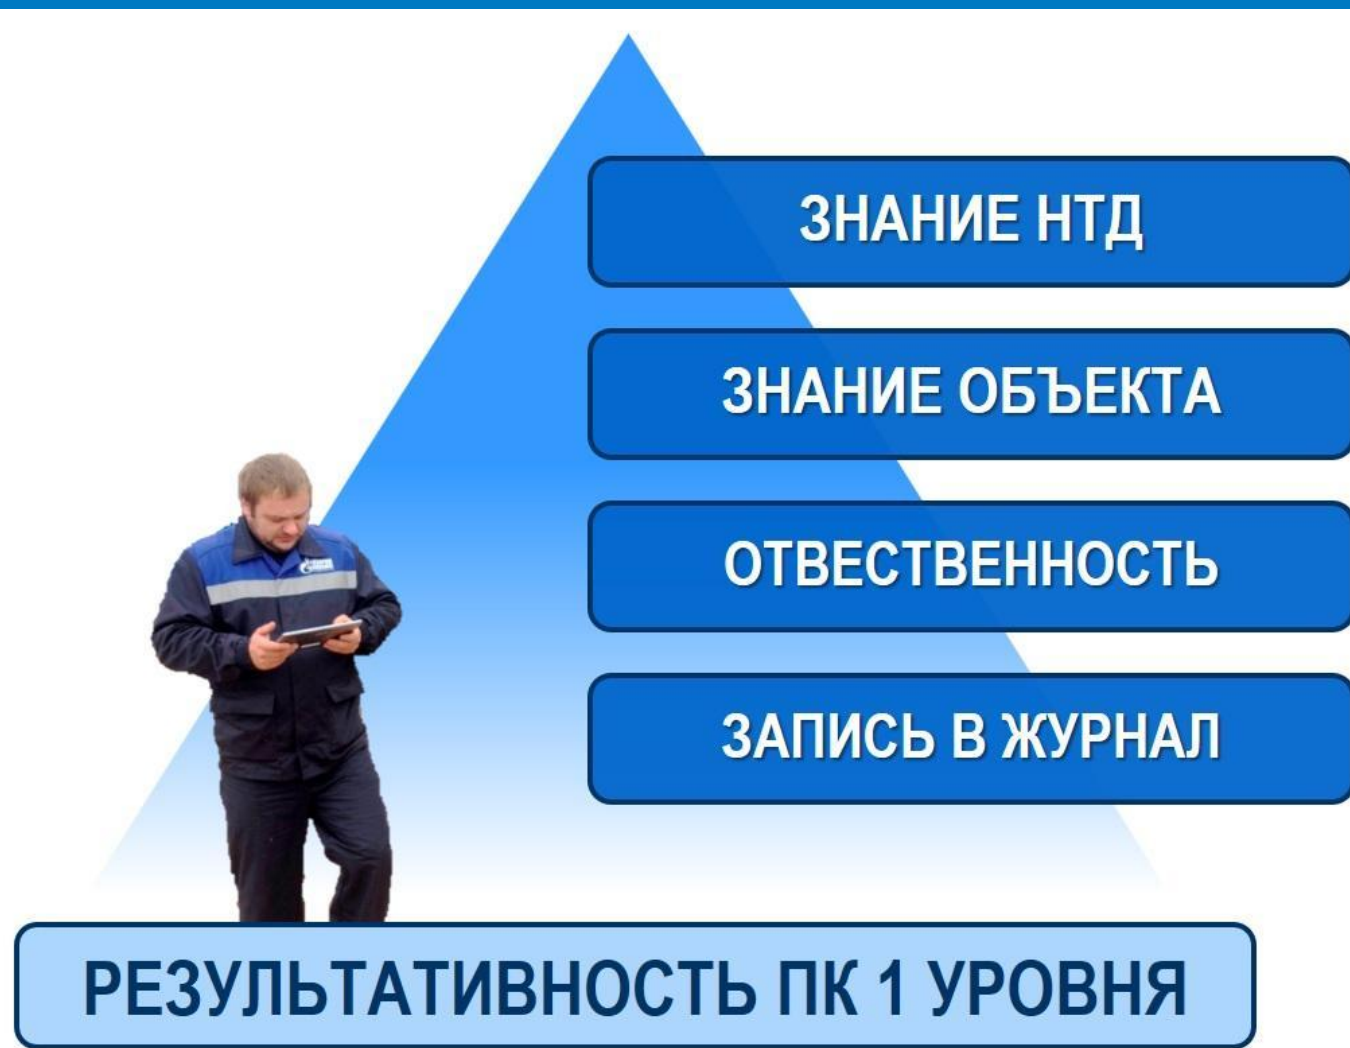 ЗНАНИЕ НТД
ЗНАНИЕ ОБЪЕКТА
ОТВЕСТВЕННОСТЬ
ЗАПИСЬ В ЖУРНАЛ
РЕЗУЛЬТАТИВНОСТЬ ПК 1 УРОВНЯ